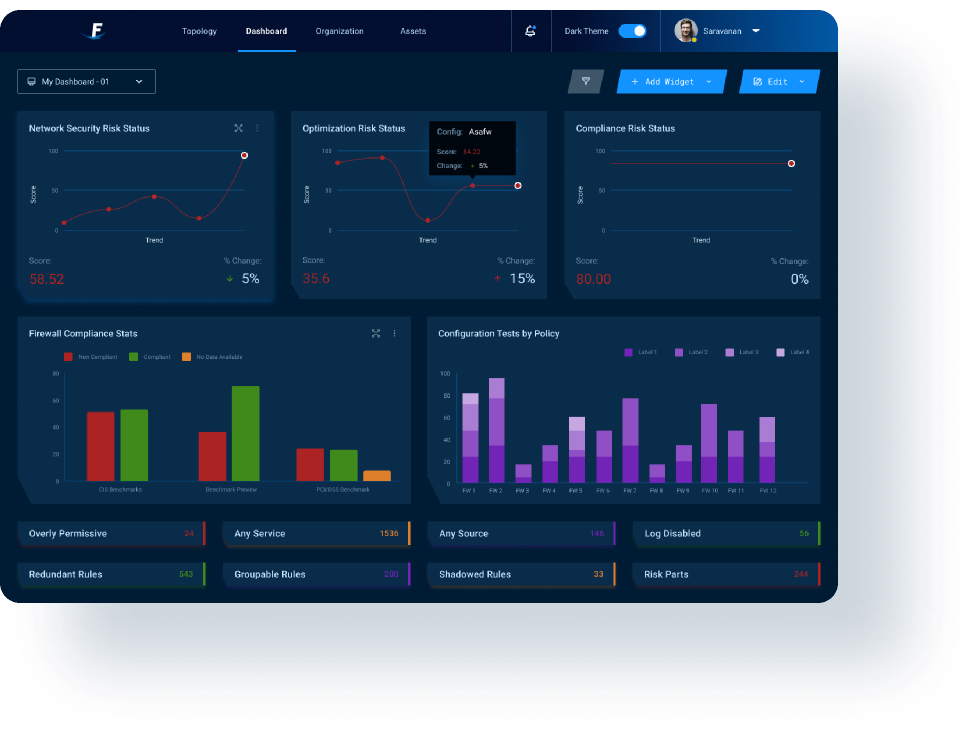 F
Topology Dashboard Organization Assets Dark Theme Saravanan
My Dashboard - 01 + Add Widget Edit
Network Security Risk Status
100
50
0
Score
Trend
Score: % Change:
58.52 5%
Optimization Risk Status
Config: Asafw
Score: 64.22
Change: + 5%
100
50
0
Score
Trend
Score: % Change:
35.6 15%
Compliance Risk Status
100
50
0
Score
Trend
Score: % Change:
80.00 0%
Firewall Compliance Stats
Non Compliant Compliant No Data Available
80
60
40
20
0
CIS Benchmarks Benchmark Preview PCI/DSS Benchmark
Configuration Tests by Policy
Label 1 Label 2 Label 3 Label 4
100
80
60
40
20
0
FW 1 FW 2 FW 3 FW 4 FW 5 FW 6 FW 7 FW 8 FW 9 FW 10 FW 11 FW 12
Overly Permissive 24
Any Service 1536
Any Source 146
Log Disabled 56
Redundant Rules 543
Groupable Rules 200
Shadowed Rules 33
Risk Parts 244